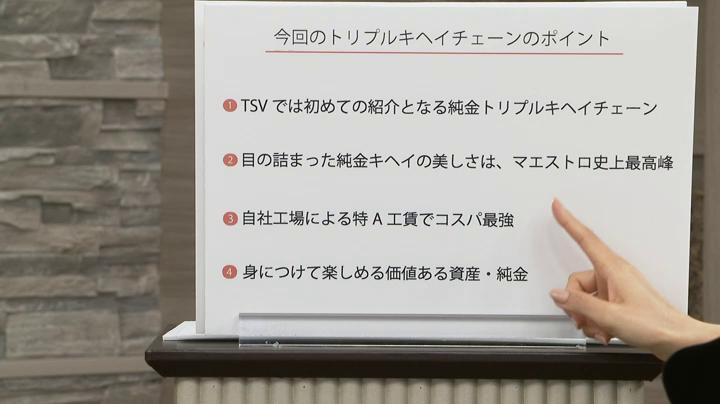 今回のトリプルキヘイチェーンのポイント
1 TSVでは初めての紹介となる純金トリプルキヘイチェーン
2 目の詰まった純金キヘイの美しさは、マエストロ史上最高峰
3 自社工場による特A工賃でコスパ最強
4 身につけて楽しめる価値ある資産・純金